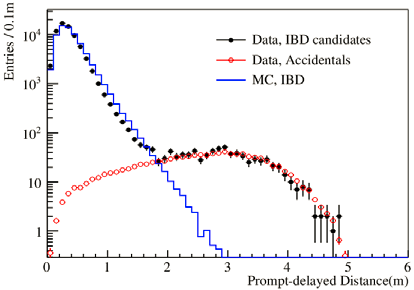 Entries / 0.1m
Data, IBD candidates
Data, Accidentals
MC, IBD
10⁴
10³
10²
10
1
0 1 2 3 4 5 6
Prompt-delayed Distance(m)